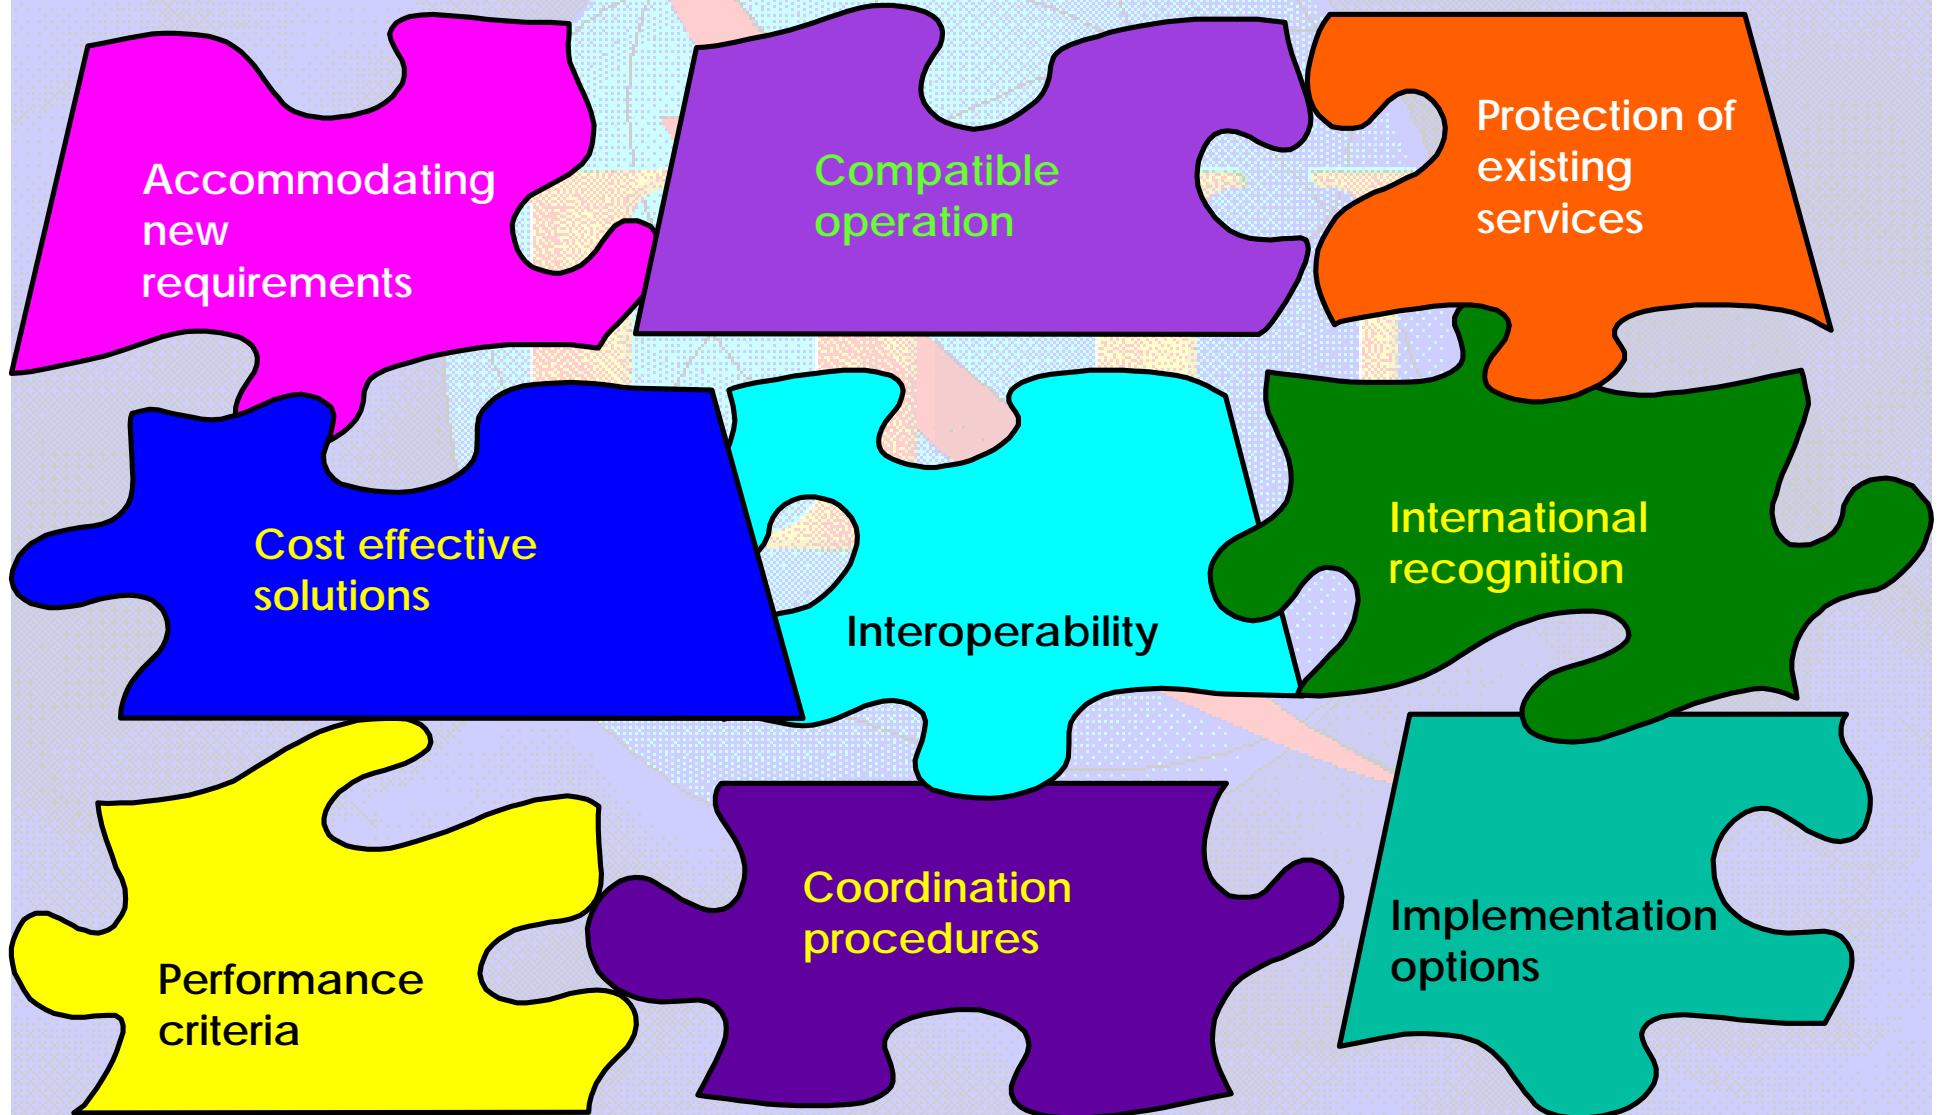 Accommodating
new
requirements
Compatible
operation
Protection of
existing
services
Cost effective
solutions
Interoperability
International
recognition
Performance
criteria
Coordination
procedures
Implementation
options